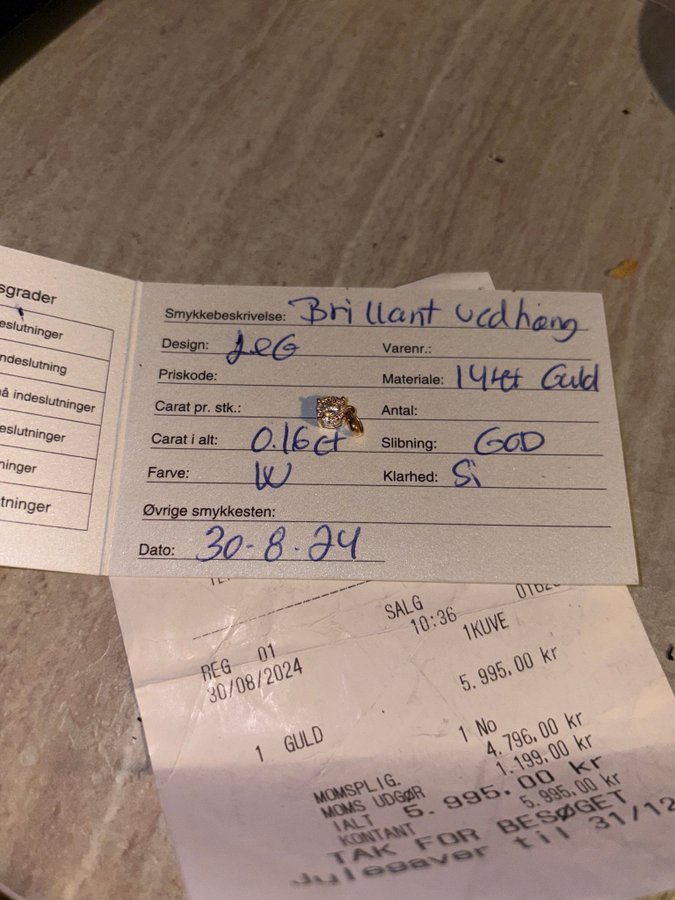 sgrader
eslutninger
ndeslutning
å indeslutninger
eslutninger
ninger
tninger
Smykkebeskrivelse: Brillant vedhæng
Design: LeG Varenr.:
Priskode: Materiale: 14kt Guld
Carat pr. stk.: Antal:
Carat i alt: 0.16ct Slibning: GOD
Farve: W Klarhed: Si
Øvrige smykkesten:
Dato: 30-8-24
SALG
REG 01 10:36
30/08/2024 1KUVE
5.995,00 kr
1 GULD
1 No
MOMSPLIG. 4.796,00 kr
MOMS UDGØR 1.199,00 kr
IALT 5.995,00 kr
KONTANT 5.995,00 kr
TAK FOR BESØGET
Julegaver til 31/12